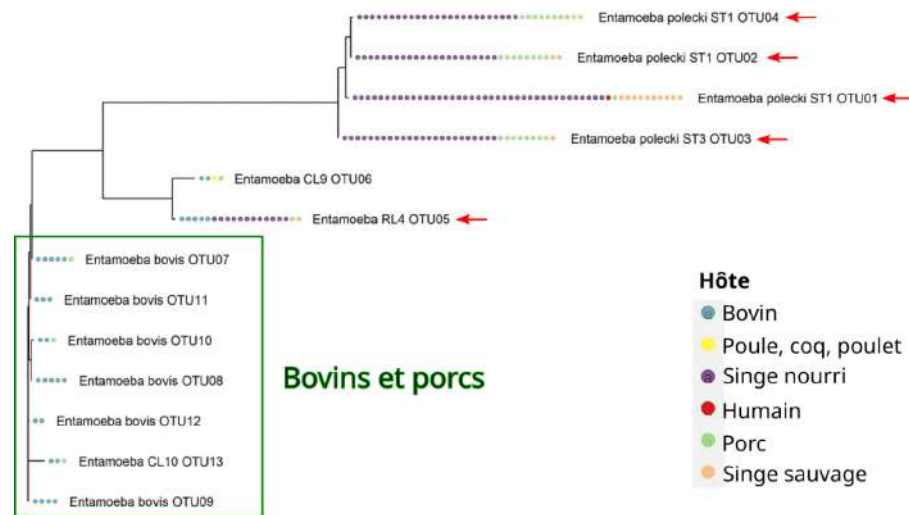 Entamoeba polecki ST1 OTU04
Entamoeba polecki ST1 OTU02
Entamoeba polecki ST1 OTU01
Entamoeba polecki ST3 OTU03
Entamoeba CL9 OTU06
Entamoeba RL4 OTU05
Entamoeba bovis OTU07
Entamoeba bovis OTU11
Entamoeba bovis OTU10
Entamoeba bovis OTU08
Entamoeba bovis OTU12
Entamoeba CL10 OTU13
Entamoeba bovis OTU09
Bovins et porcs
Hôte
Bovin
Poule, coq, poulet
Singe nourri
Humain
Porc
Singe sauvage